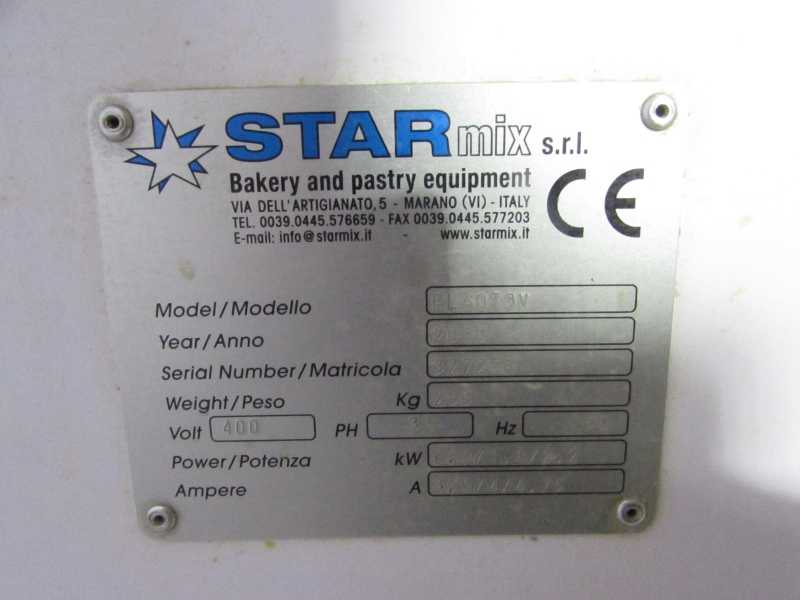 STARmix s.r.l.
Bakery and pastry equipment
VIA DELL'ARTIGIANATO, 5 - MARANO (VI) - ITALY
TEL. 0039.0445.576659 - FAX 0039.0445.577203
E-mail: info@starmix.it - www.starmix.it
CE
Model/Modello
Year/Anno
Serial Number/Matricola
Weight/Peso Kg
Volt 400 PH 3 Hz
Power/Potenza kW
Ampere A